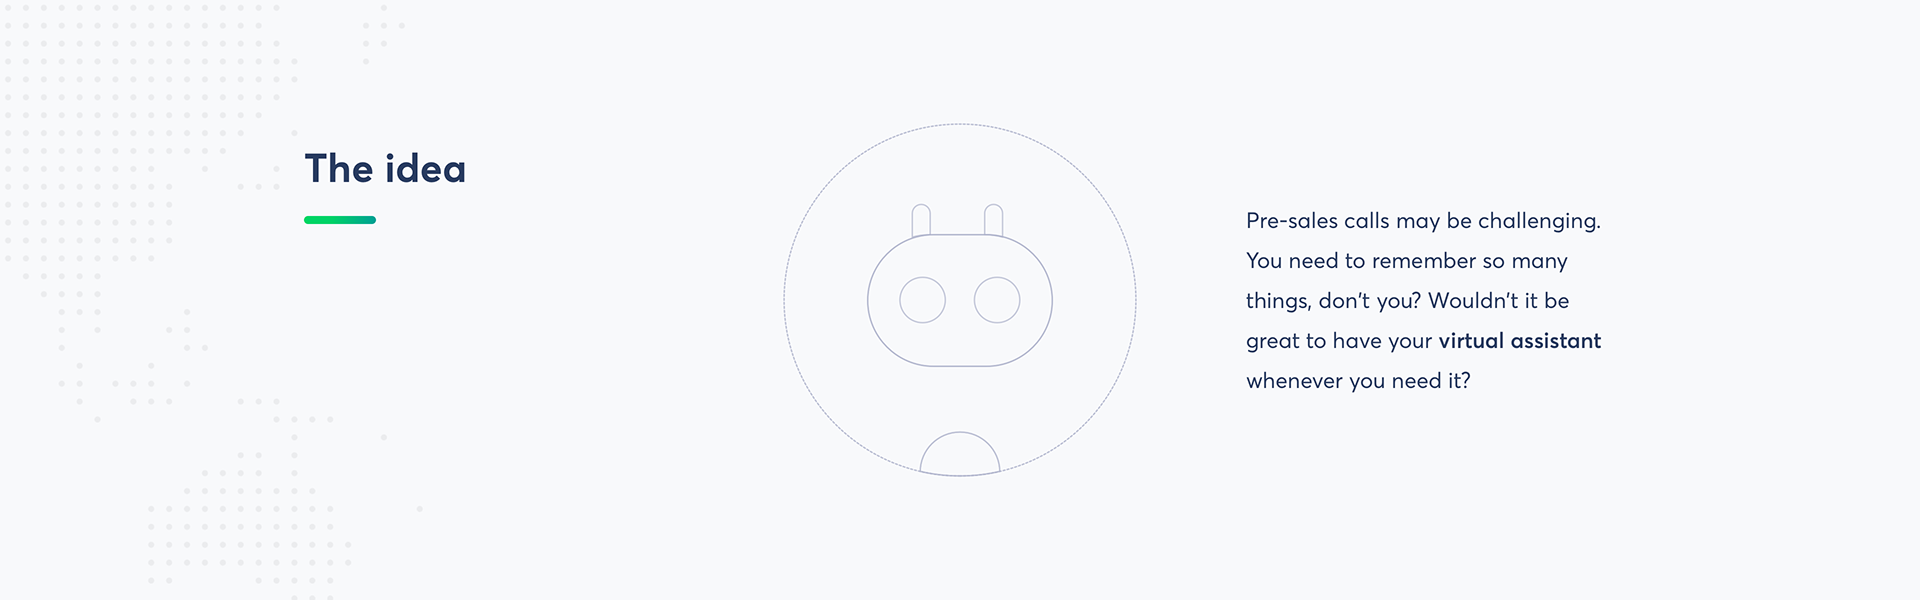 The idea
Pre-sales calls may be challenging.
You need to remember so many
things, don't you? Wouldn't it be
great to have your virtual assistant
whenever you need it?